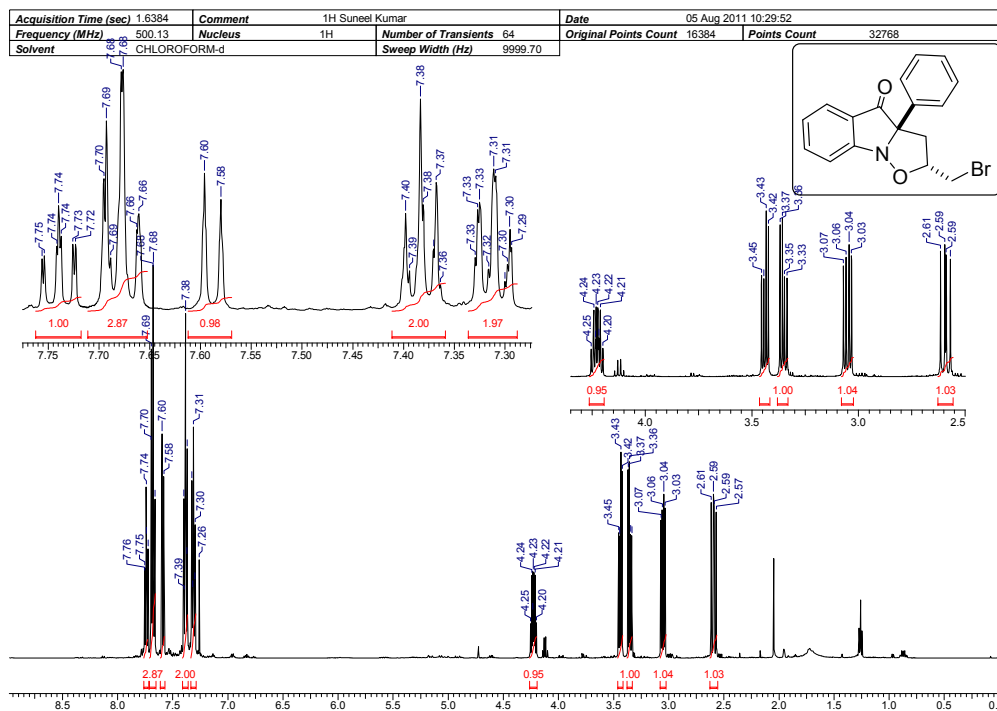 Acquisition Time (sec) 1.6384 Comment 1H Suneel Kumar Date 05 Aug 2011 10:29:52
Frequency (MHz) 500.13 Nucleus 1H Number of Transients 64 Original Points Count 16384 Points Count 32768
Solvent CHLOROFORM-d Sweep Width (Hz) 9999.70
7.75 7.74 7.74 7.74 7.73 7.72 7.70 7.69 7.69 7.68 7.68 7.66 7.66 7.60 7.58 7.40 7.39 7.38 7.38 7.37 7.36 7.33 7.33 7.33 7.32 7.31 7.31 7.30 7.30 7.29
1.00 2.87 0.98 2.00 1.97
7.75 7.70 7.65 7.60 7.55 7.50 7.45 7.40 7.35 7.30
O
N
O
Br
4.25 4.24 4.23 4.22 4.21 4.20 3.45 3.43 3.42 3.37 3.36 3.35 3.33 3.07 3.06 3.04 3.03 2.61 2.59 2.59
0.95 1.00 1.04 1.03
4.0 3.5 3.0 2.5
7.76 7.75 7.74 7.70 7.69 7.68 7.60 7.58 7.39 7.38 7.31 7.30 7.26 4.25 4.24 4.23 4.22 4.21 4.20 3.45 3.43 3.42 3.37 3.36 3.07 3.06 3.04 3.03 2.61 2.59 2.59 2.57
2.87 2.00 0.95 1.00 1.04 1.03
8.5 8.0 7.5 7.0 6.5 6.0 5.5 5.0 4.5 4.0 3.5 3.0 2.5 2.0 1.5 1.0 0.5